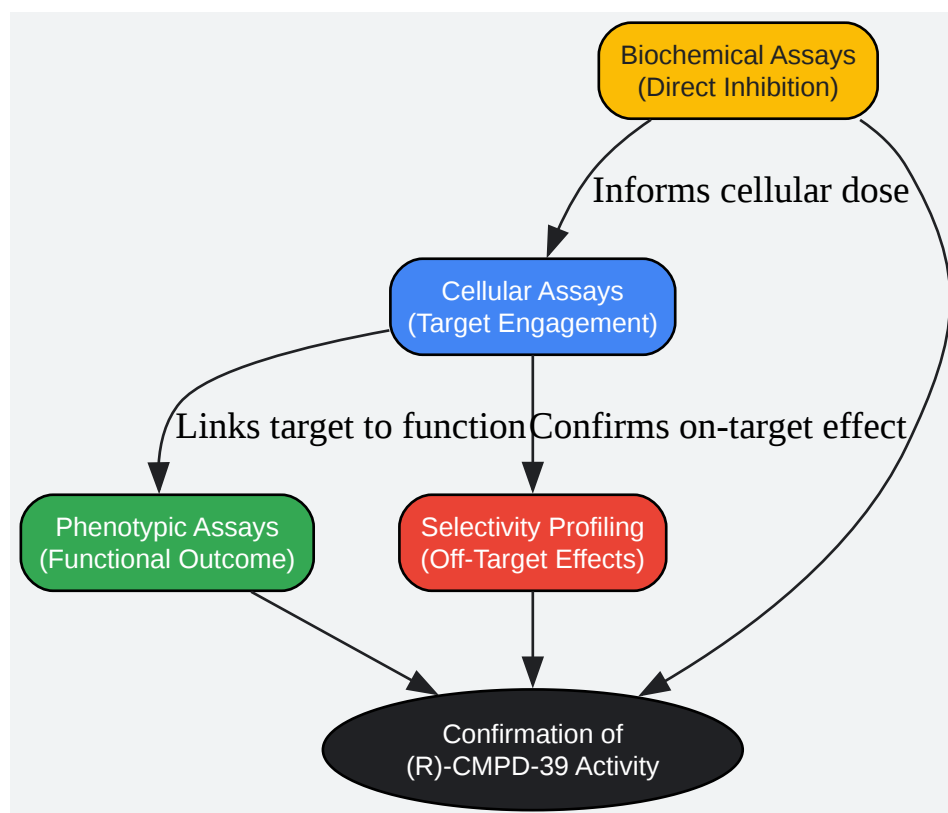 Biochemical Assays
(Direct Inhibition)
Informs cellular dose
Cellular Assays
(Target Engagement)
Links target to function
Confirms on-target effect
Phenotypic Assays
(Functional Outcome)
Selectivity Profiling
(Off-Target Effects)
Confirmation of
(R)-CMPD-39 Activity